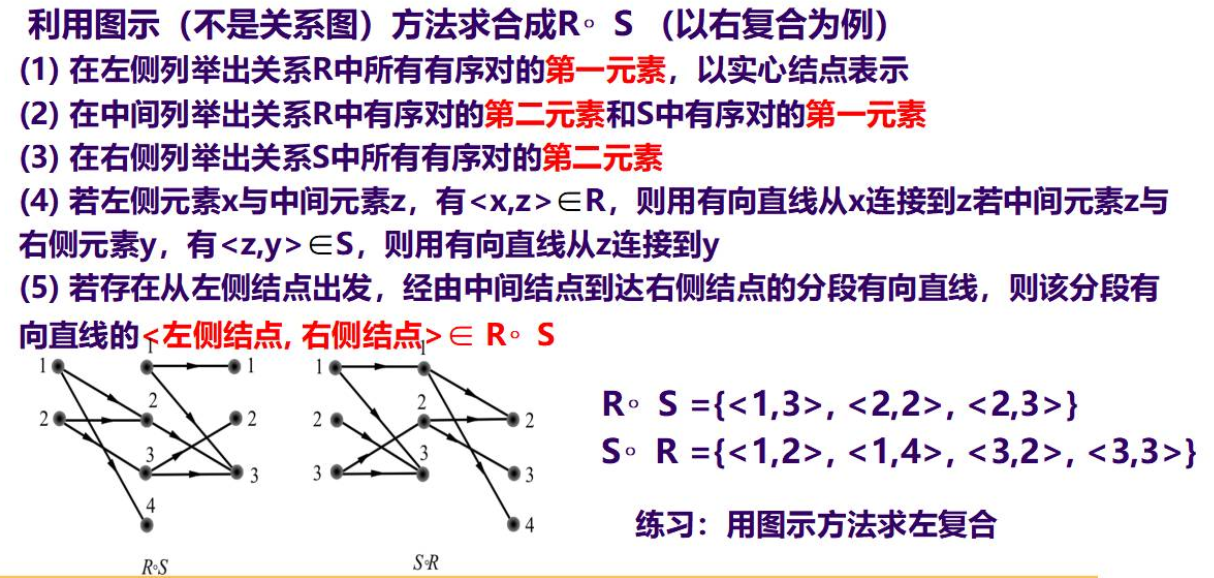 利用图示（不是关系图）方法求合成R∘ S （以右复合为例）
(1) 在左侧列举出关系R中所有有序对的第一元素，以实心结点表示
(2) 在中间列举出关系R中有序对的第二元素和S中有序对的第一元素
(3) 在右侧列举出关系S中所有有序对的第二元素
(4) 若左侧元素x与中间元素z，有<x,z>∈R，则用有向直线从x连接到z若中间元素z与
右侧元素y，有<z,y>∈S，则用有向直线从z连接到y
(5) 若存在从左侧结点出发，经由中间结点到达右侧结点的分段有向直线，则该分段有
向直线的<左侧结点, 右侧结点>∈ R∘ S
1 1 1
2 2 2
3 3
4
R∘S
1 1
2 2 2
3 3 3
4
S∘R
R∘ S ={<1,3>, <2,2>, <2,3>}
S∘ R ={<1,2>, <1,4>, <3,2>, <3,3>}
练习：用图示方法求左复合